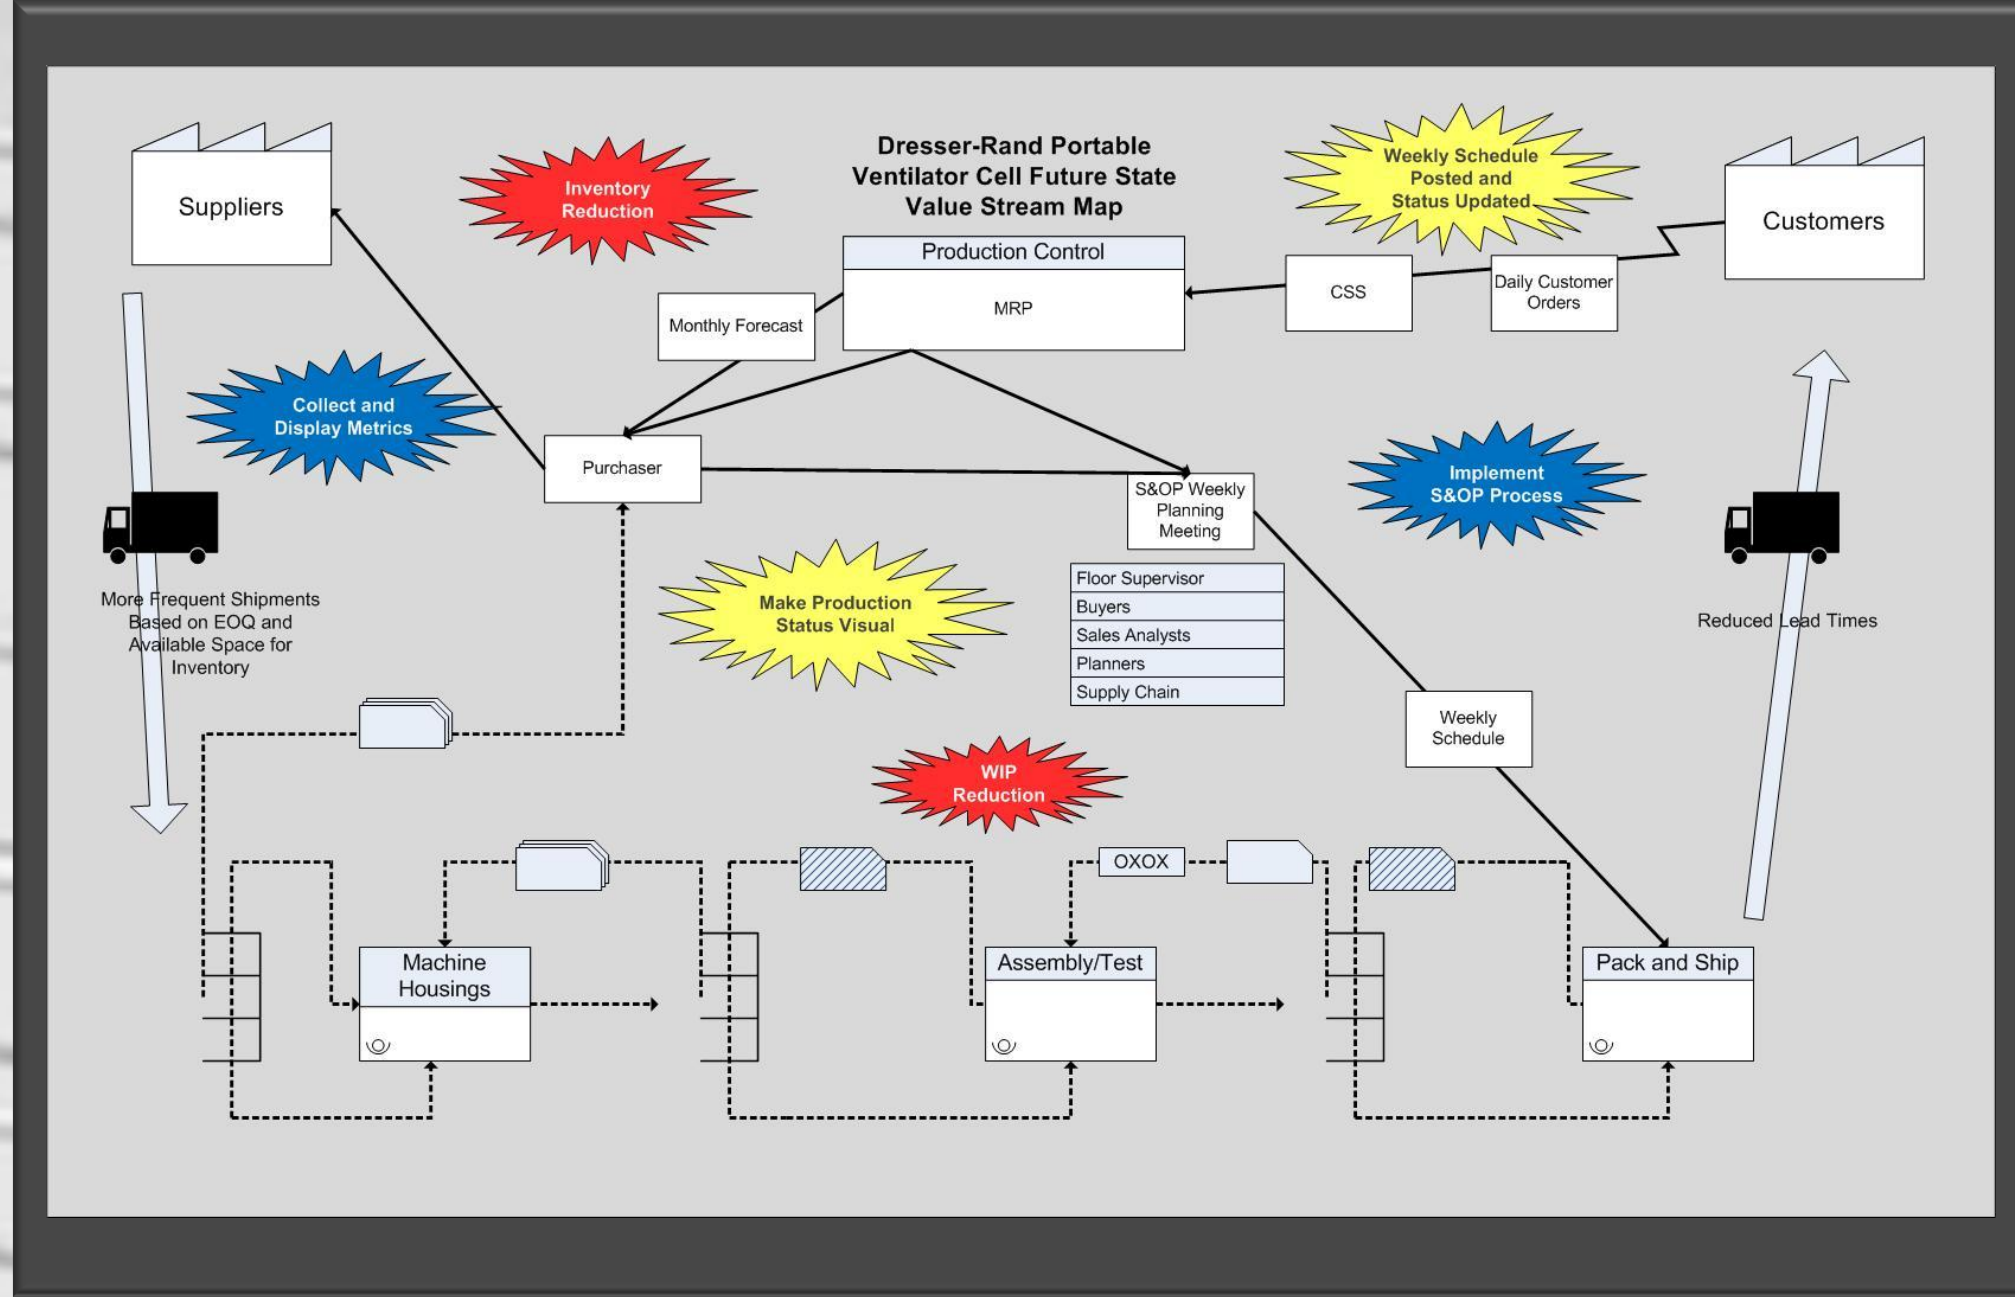 Dresser-Rand Portable
Ventilator Cell Future State
Value Stream Map
Suppliers
Inventory
Reduction
Weekly Schedule
Posted and
Status Updated
Customers
Production Control
MRP
Monthly Forecast
CSS
Daily Customer
Orders
Collect and
Display Metrics
Purchaser
S&OP Weekly
Planning
Meeting
Implement
S&OP Process
Floor Supervisor
Buyers
Sales Analysts
Planners
Supply Chain
More Frequent Shipments
Based on EOQ and
Available Space for
Inventory
Make Production
Status Visual
Reduced Lead Times
Weekly
Schedule
WIP
Reduction
OXOX
Machine
Housings
Assembly/Test
Pack and Ship